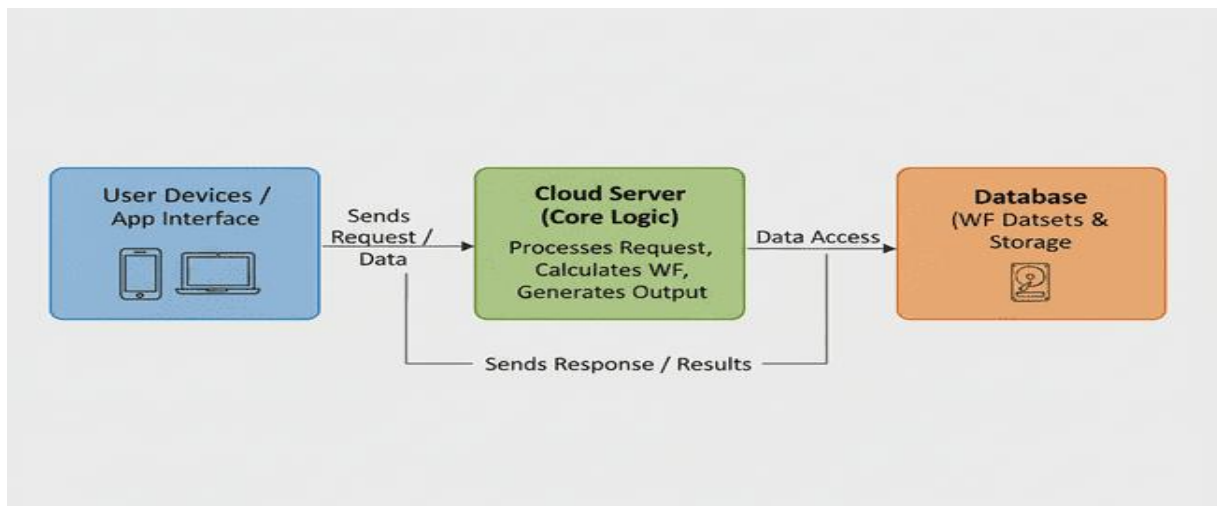 User Devices /
App Interface
Sends
Request /
Data
Cloud Server
(Core Logic)
Processes Request,
Calculates WF,
Generates Output
Data Access
Database
(WF Datsets &
Storage
Sends Response / Results